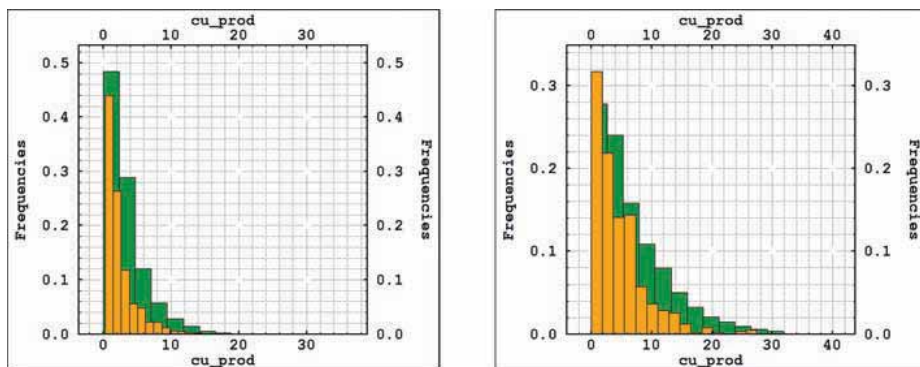 cu_prod
0 10 20 30
0.5 0.5
0.4 0.4
0.3 0.3
0.2 0.2
0.1 0.1
0.0 0.0
Frequencies
Frequencies
0 10 20 30
cu_prod
cu_prod
0 10 20 30 40
0.3 0.3
0.2 0.2
0.1 0.1
0.0 0.0
Frequencies
Frequencies
0 10 20 30 40
cu_prod